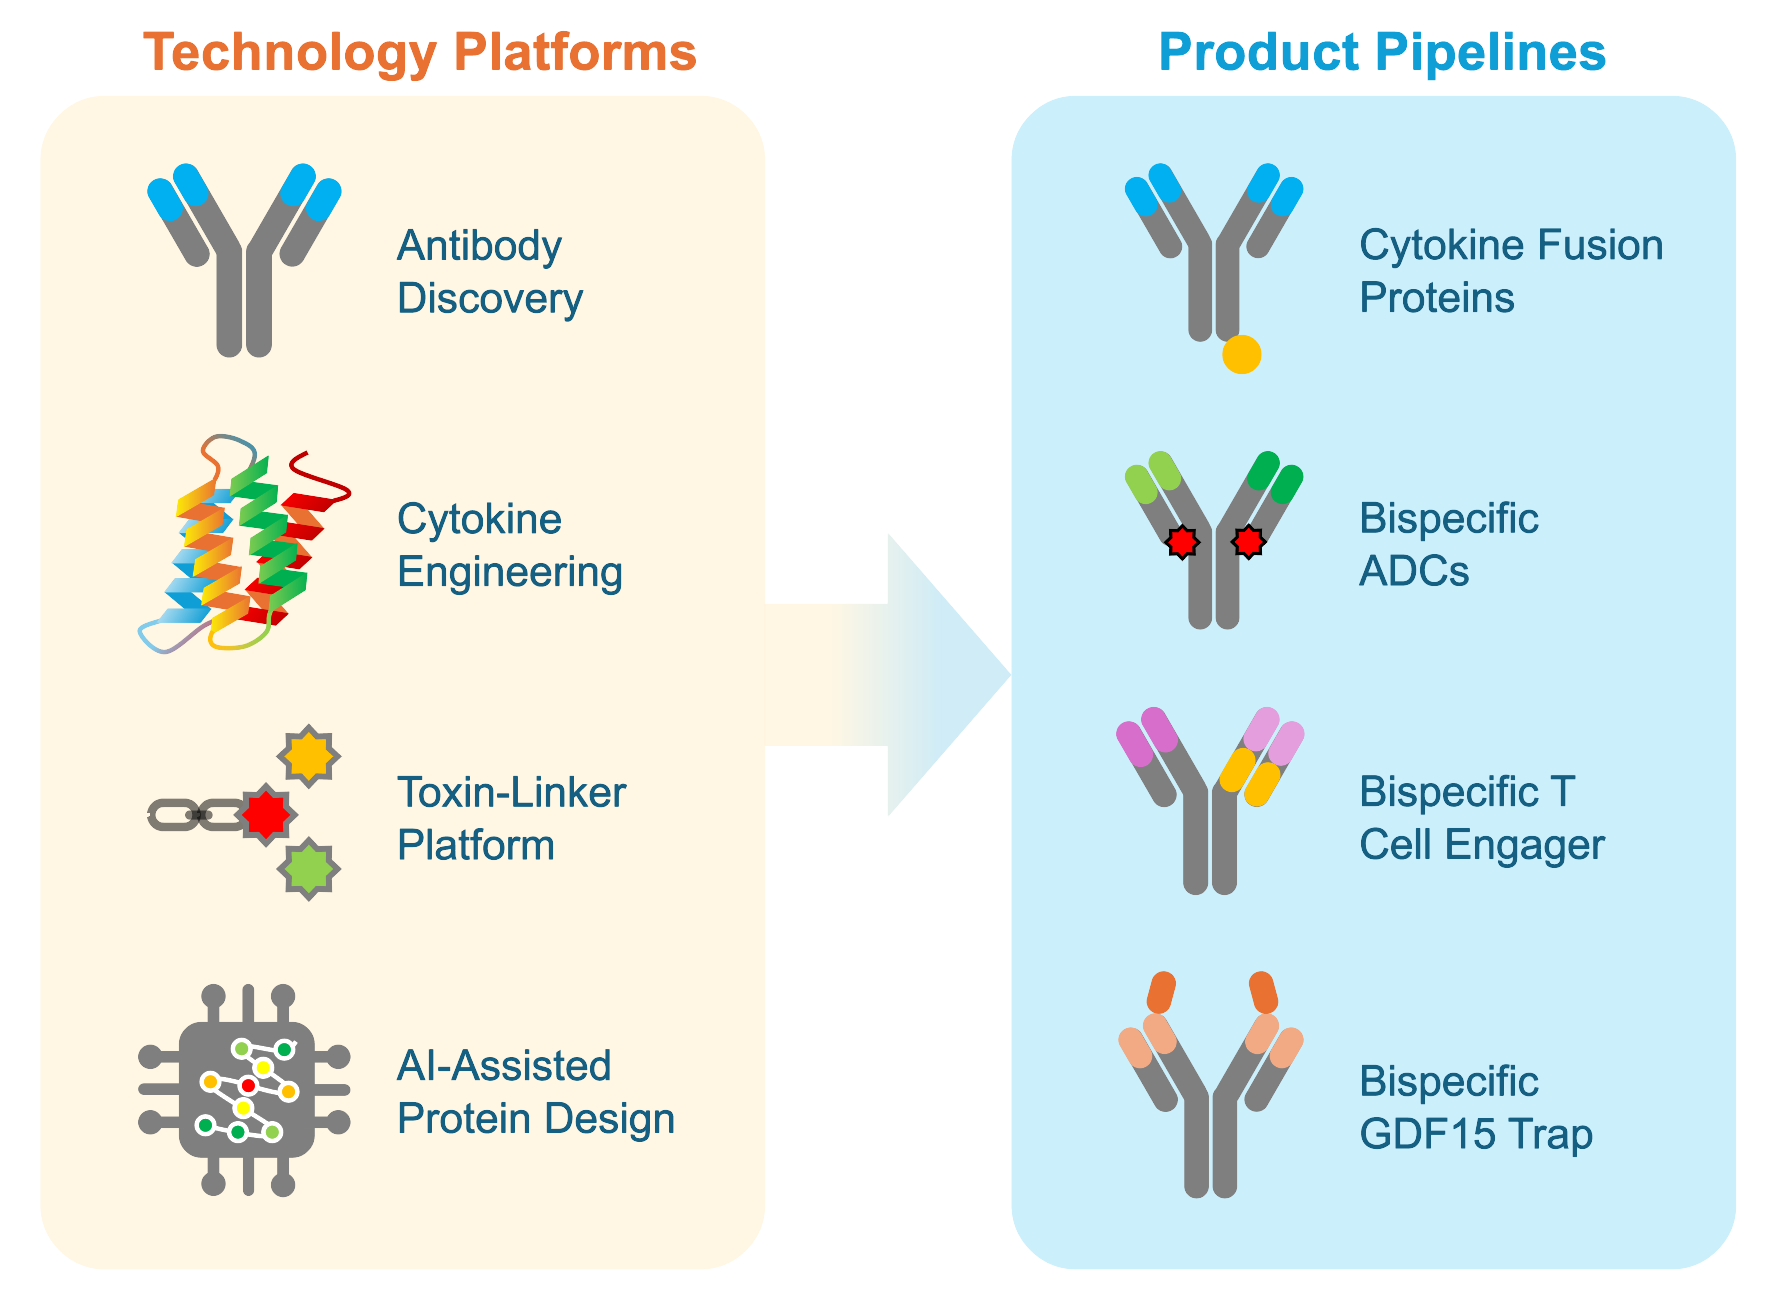 Technology Platforms
Antibody
Discovery
Cytokine
Engineering
Toxin-Linker
Platform
AI-Assisted
Protein Design
Product Pipelines
Cytokine Fusion
Proteins
Bispecific
ADCs
Bispecific T
Cell Engager
Bispecific
GDF15 Trap